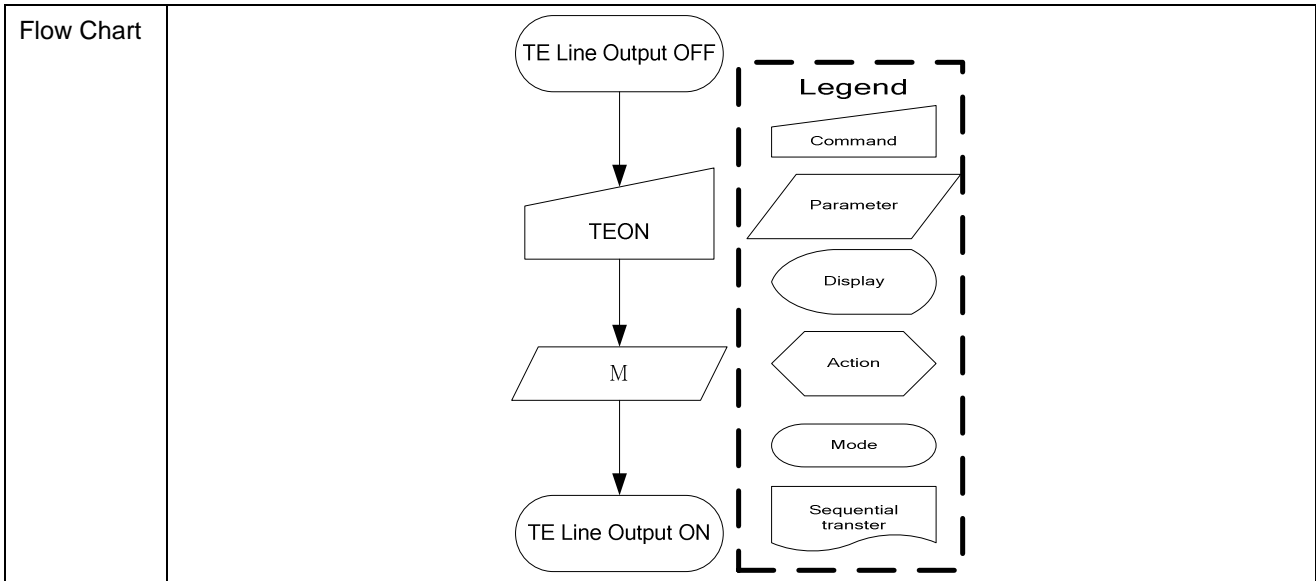 Flow Chart
TE Line Output OFF
TEON
M
TE Line Output ON
Legend
Command
Parameter
Display
Action
Mode
Sequential
transter